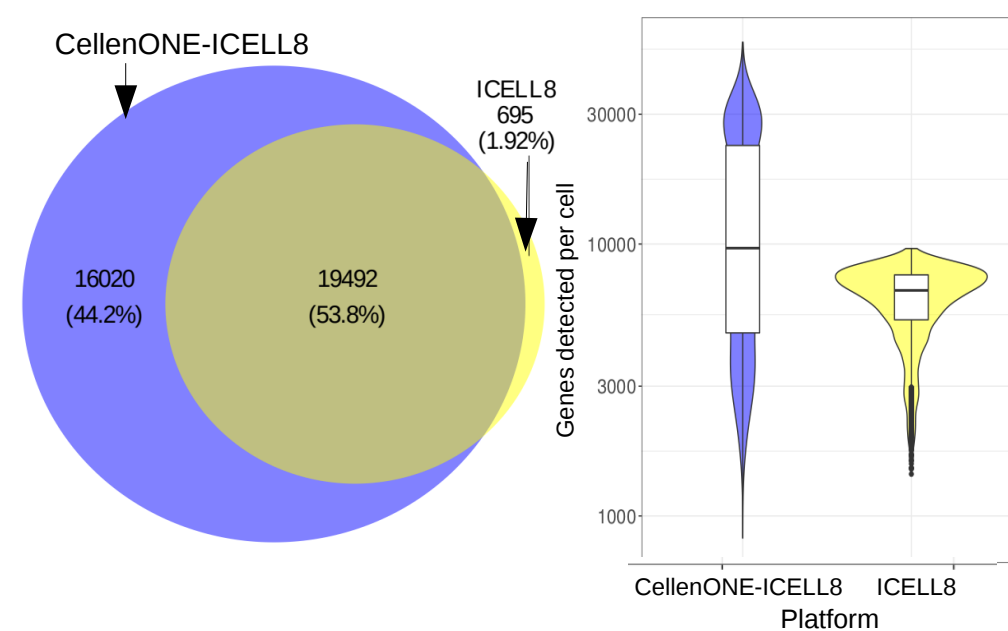 CellenONE-ICELL8
ICELL8
695
(1.92%)
16020
(44.2%)
19492
(53.8%)
Genes detected per cell
30000
10000
3000
1000
CellenONE-ICELL8
ICELL8
Platform